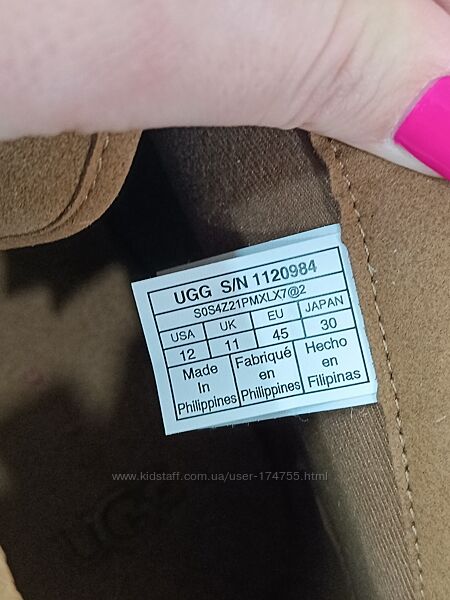 UGG S/N 1120984
S0S4Z21PMXLX7@2
USA UK EU JAPAN
12 11 45 30
Made In Philippines
Fabriqué en Philippines
Hecho en Filipinas
www.kidstaff.com.ua/user-174755.html
UGG